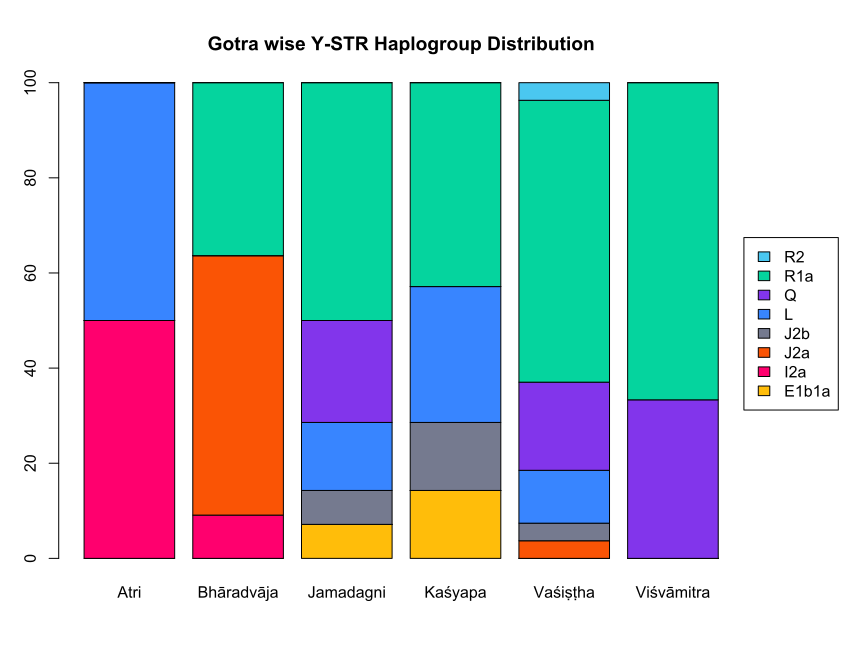 Gotra wise Y-STR Haplogroup Distribution
100
80
60
40
20
0
R2
R1a
Q
L
J2b
J2a
I2a
E1b1a
Atri Bhāradvāja Jamadagni Kaśyapa Vaśiṣṭha Viśvāmitra